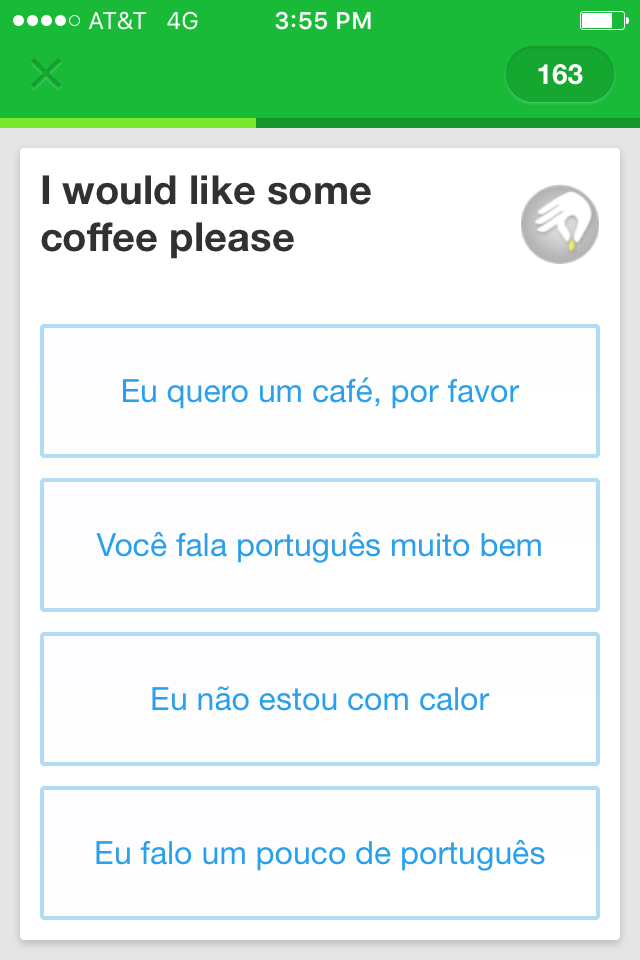 AT&T 4G 3:55 PM
163
I would like some
coffee please
Eu quero um café, por favor
Você fala português muito bem
Eu não estou com calor
Eu falo um pouco de português